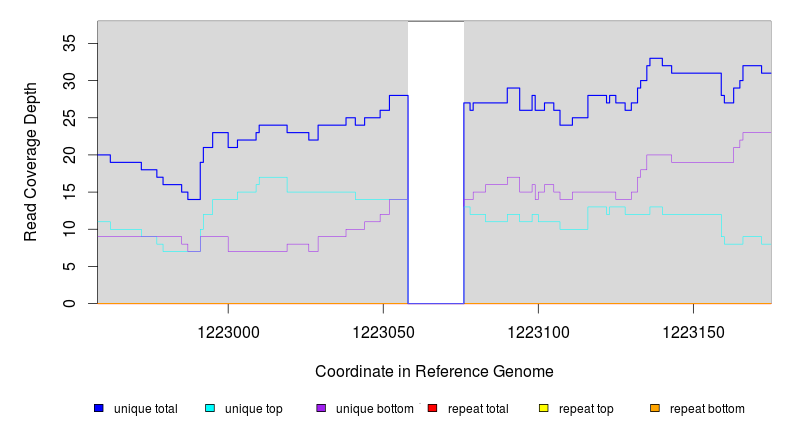 35
30
25
20
15
10
5
0
Read Coverage Depth
1223000 1223050 1223100 1223150
Coordinate in Reference Genome
unique total unique top unique bottom repeat total repeat top repeat bottom